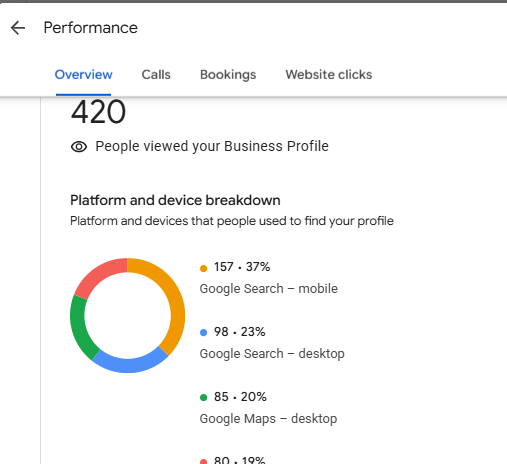 Performance
Overview Calls Bookings Website clicks
420
People viewed your Business Profile
Platform and device breakdown
Platform and devices that people used to find your profile
157 • 37%
Google Search – mobile
98 • 23%
Google Search – desktop
85 • 20%
Google Maps – desktop
80 • 19%